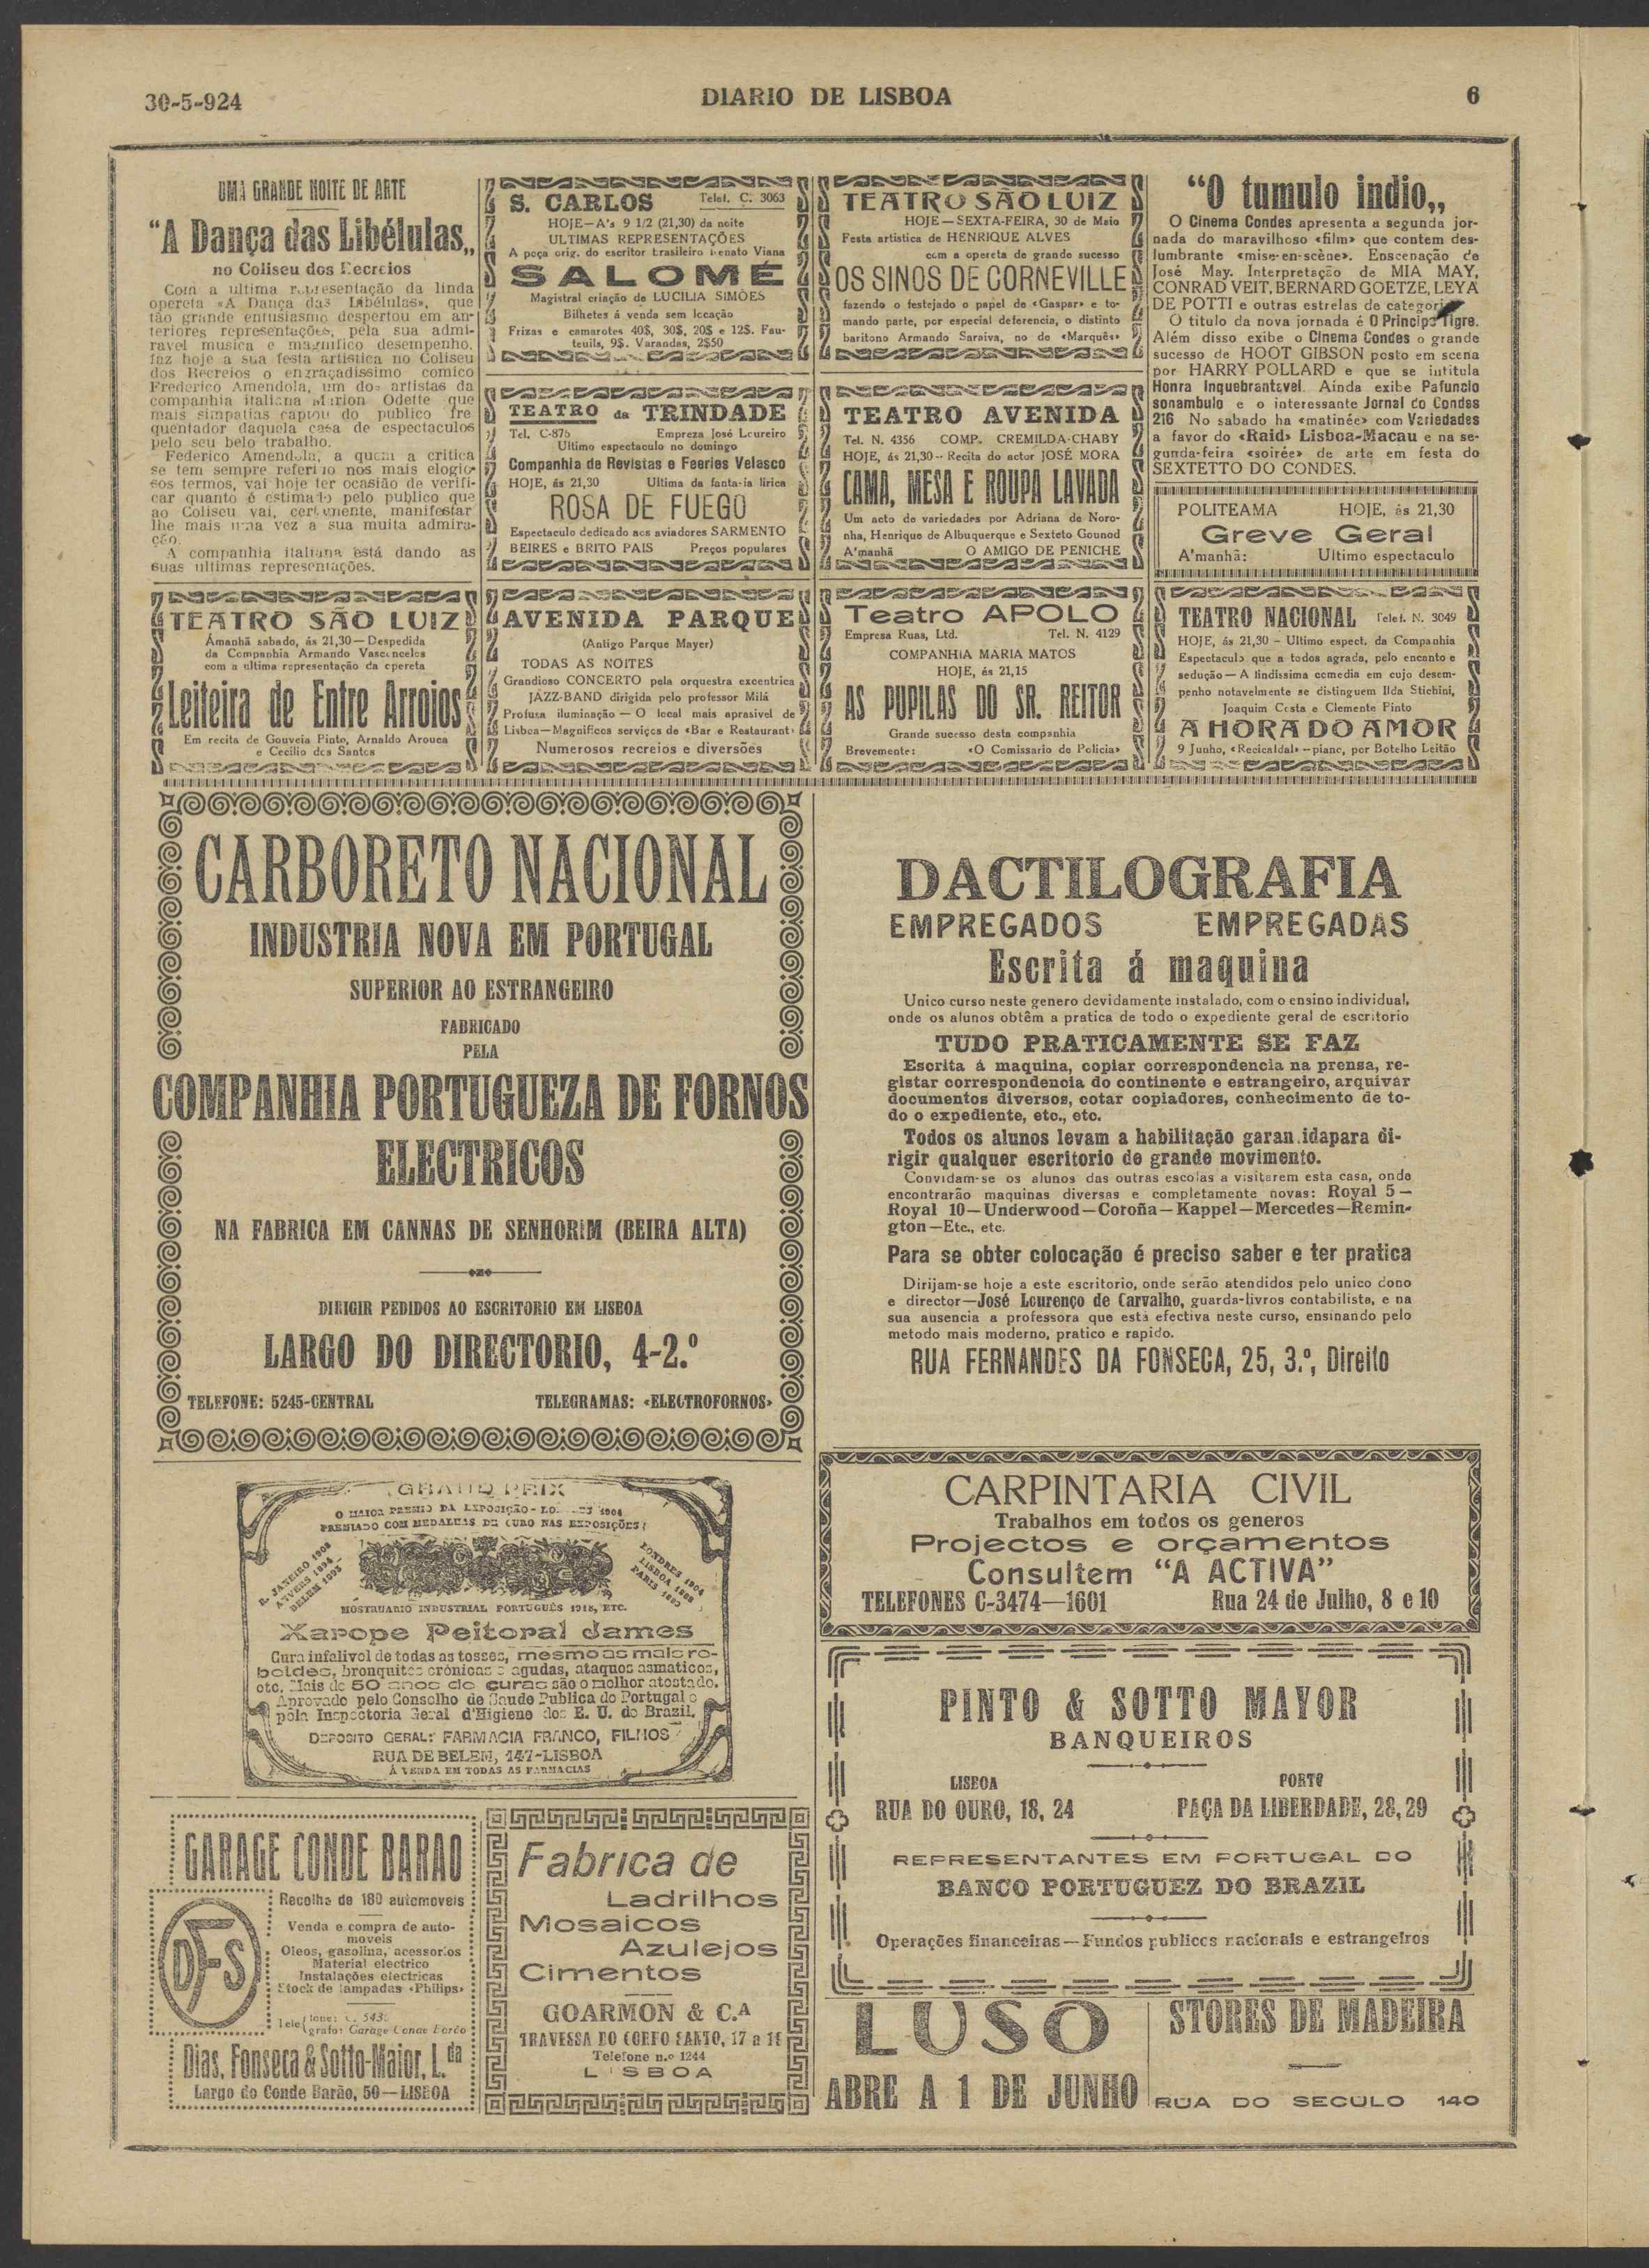 30-5-924
DIARIO DE LISBOA
6
UMA GRANDE NOITE DE ARTE
"A Dança das Libélulas„
no Coliseu dos Recreios
Com a ultima representação da linda
opereta «A Dança das Libélulas», que
tão grande entusiasmo despertou em an-
teriores representações, pela sua admi-
ravel musica e magnifico desempenho,
faz hoje a sua festa artistica no Coliseu
dos Recreios o engraçadissimo comico
Frederico Amendola, um dos artistas da
companhia italiana Marion Odette que
mais simpatias captou do publico fre
quentador daquela casa de espectaculos
pelo seu belo trabalho.
Federico Amendola, a quem a critica
se tem sempre referido nos mais elogio-
sos termos, vai hoje ter ocasião de verifi-
car quanto é estimado pelo publico que
ao Coliseu vai, certamente, manifestar
lhe mais uma vez a sua muita admira-
ção.
A companhia italiana está dando as
suas ultimas representações.
S. CARLOS Telef. C. 3063
HOJE—A's 9 1/2 (21,30) da noite
ULTIMAS REPRESENTAÇÕES
A peça orig. do escritor brasileiro Renato Viana
SALOMÉ
Magistral criação de LUCILIA SIMÕES
Bilhetes á venda sem locação
Frizas e camarotes 40$, 30$, 20$ e 12$. Fau-
teuils, 9$. Varandas, 2$50
TEATRO SÃO LUIZ
HOJE—SEXTA-FEIRA, 30 de Maio
Festa artistica de HENRIQUE ALVES
com a opereta de grande sucesso
OS SINOS DE CORNEVILLE
fazendo o festejado o papel de «Gaspar» e to-
mando parte, por especial deferencia, o distinto
baritono Armando Saraiva, no do «Marquês»
"O tumulo indio„
O Cinema Condes apresenta a segunda jor-
nada do maravilhoso «film» que contem des-
lumbrante «mise-en-scène». Enscenação de
José May. Interpretação de MIA MAY,
CONRAD VEIT, BERNARD GOETZE, LEYA
DE POTTI e outras estrelas de categoria
O titulo da nova jornada é O Principe Tigre.
Além disso exibe o Cinema Condes o grande
sucesso de HOOT GIBSON posto em scena
por HARRY POLLARD e que se intitula
Honra Inquebrantavel. Ainda exibe Pafuncio
sonambulo e o interessante Jornal do Condes
216 No sabado ha «matinée» com Variedades
a favor do «Raid» Lisboa-Macau e na se-
gunda-feira «soirée» de arte em festa do
SEXTETTO DO CONDES.
TEATRO da TRINDADE
Tel. C-876 Empreza José Loureiro
Ultimo espectaculo no domingo
Companhia de Revistas e Feeries Velasco
HOJE, ás 21,30 Ultima da fantasia lirica
ROSA DE FUEGO
Espectaculo dedicado aos aviadores SARMENTO
BEIRES e BRITO PAIS Preços populares
TEATRO AVENIDA
Tel. N. 4356 COMP. CREMILDA-CHABY
HOJE, ás 21,30—Recita do actor JOSÉ MORA
CAMA, MESA E ROUPA LAVADA
Um acto de variedades por Adriana de Noro-
nha, Henrique de Albuquerque e Sexteto Gounod
A'manhã O AMIGO DE PENICHE
POLITEAMA HOJE, ás 21,30
Greve Geral
A'manhã: Ultimo espectaculo
TEATRO SÃO LUIZ
Ámanhã sabado, ás 21,30—Despedida
da Companhia Armando Vasconcelos
com a ultima representação da opereta
Leiteira de Entre Arroios
Em recita de Gouveia Pinto, Arnaldo Arouca
e Cecilio dos Santos
AVENIDA PARQUE
(Antigo Parque Mayer)
TODAS AS NOITES
Grandioso CONCERTO pela orquestra excentrica
JAZZ-BAND dirigida pelo professor Milá
Profusa iluminação — O local mais aprasivel de
Lisboa—Magnificos serviços de «Bar e Restaurant»
Numerosos recreios e diversões
Teatro APOLO
Empresa Ruas, Ltd. Tel. N. 4129
COMPANHIA MARIA MATOS
HOJE, ás 21,15
AS PUPILAS DO SR. REITOR
Grande sucesso desta companhia
Brevemente: «O Comissario de Policia»
TEATRO NACIONAL Telef. N. 3049
HOJE, ás 21,30 – Ultimo espect. da Companhia
Espectaculo que a todos agrada, pelo encanto e
sedução — A lindissima comedia em cujo desem-
penho notavelmente se distinguem Ilda Stichini,
Joaquim Costa e Clemente Pinto
A HORA DO AMOR
9 Junho, «Recicaldal» —piano, por Botelho Leitão
CARBORETO NACIONAL
INDUSTRIA NOVA EM PORTUGAL
SUPERIOR AO ESTRANGEIRO
FABRICADO
PELA
COMPANHIA PORTUGUEZA DE FORNOS
ELECTRICOS
NA FABRICA EM CANNAS DE SENHORIM (BEIRA ALTA)
DIRIGIR PEDIDOS AO ESCRITORIO EM LISBOA
LARGO DO DIRECTORIO, 4-2.º
TELEFONE: 5245-CENTRAL TELEGRAMAS: «ELECTROFORNOS»
DACTILOGRAFIA
EMPREGADOS EMPREGADAS
Escrita á maquina
Unico curso neste genero devidamente instalado, com o ensino individual,
onde os alunos obtêm a pratica de todo o expediente geral de escritorio
TUDO PRATICAMENTE SE FAZ
Escrita á maquina, copiar correspondencia na prensa, re-
gistar correspondencia do continente e estrangeiro, arquivar
documentos diversos, cotar copiadores, conhecimento de to-
do o expediente, etc., etc.
Todos os alunos levam a habilitação garan.idapara di-
rigir qualquer escritorio de grande movimento.
Convidam-se os alunos das outras escolas a visitarem esta casa, onde
encontrarão maquinas diversas e completamente novas: Royal 5 —
Royal 10—Underwood—Coroña—Kappel—Mercedes—Remin-
gton—Etc., etc.
Para se obter colocação é preciso saber e ter pratica
Dirijam-se hoje a este escritorio, onde serão atendidos pelo unico dono
e director—José Lourenço de Carvalho, guarda-livros contabilista, e na
sua ausencia a professora que está efectiva neste curso, ensinando pelo
metodo mais moderno, pratico e rapido.
RUA FERNANDES DA FONSECA, 25, 3.º, Direito
GRAND PRIX
O MAIOR PREMIO DA EXPOSIÇÃO - 1904
PREMIADO COM MEDALHAS DE OURO NAS EXPOSIÇÕES:
R. JANEIRO 1908
ANVERS 1894
BELEM 1895
LONDRES 1904
LISBOA 1888
PARIS
MOSTRUARIO INDUSTRIAL PORTUGUÊS 1915, ETC.
Xarope Peitoral James
Cura infalivel de todas as tosses, mesmo as mais re-
beldes, bronquites crónicas e agudas, ataques asmaticos,
etc. Mais de 50 anos de curas são o melhor atestado.
Aprovado pelo Conselho de Saude Publica de Portugal e
pela Inspectoria Geral d'Higiene dos E. U. do Brazil.
DEPOSITO GERAL: FARMACIA FRANCO, FILHOS
RUA DE BELEM, 147-LISBOA
Á VENDA EM TODAS AS FARMACIAS
CARPINTARIA CIVIL
Trabalhos em todos os generos
Projectos e orçamentos
Consultem "A ACTIVA"
TELEFONES C-3474—1601 Rua 24 de Julho, 8 e 10
PINTO & SOTTO MAYOR
BANQUEIROS
LISBOA PORTO
RUA DO OURO, 18, 24 PAÇA DA LIBERDADE, 28, 29
REPRESENTANTES EM PORTUGAL DO
BANCO PORTUGUEZ DO BRAZIL
Operações financeiras—Fundos publicos nacionais e estrangeiros
GARAGE CONDE BARAO
DFS
Recolha de 180 automoveis
Venda e compra de auto-
moveis
Oleos, gasolina, acessorios
Material electrico
Instalações electricas
Stock de lampadas «Philips»
Tele fone: C. 543
grafo: Garage Conde Barão
Dias, Fonseca & Sotto-Maior, L.da
Largo do Conde Barão, 50—LISBOA
Fabrica de
Ladrilhos
Mosaicos
Azulejos
Cimentos
GOARMON & C.A
TRAVESSA DO CORPO SANTO, 17 a 19
Telefone n.º 1244
LISBOA
LUSO
ABRE A 1 DE JUNHO
STORES DE MADEIRA
RUA DO SECULO 140